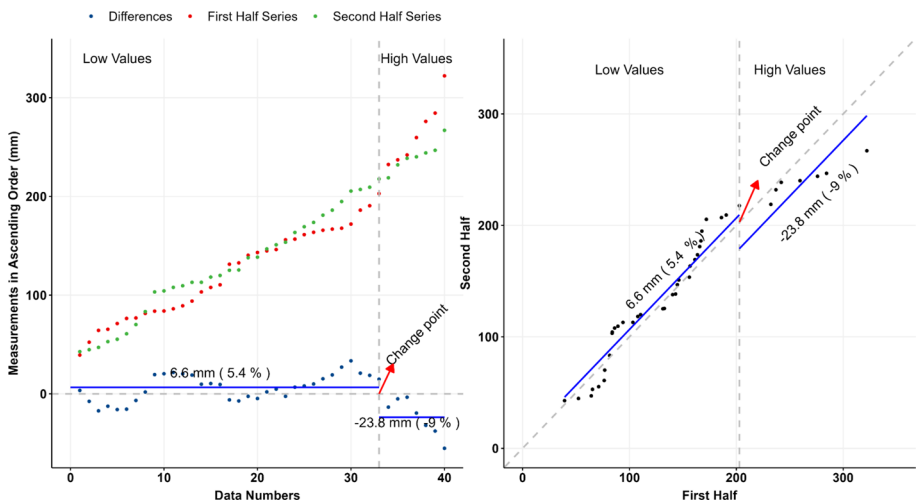 Differences First Half Series Second Half Series
Low Values High Values
300
200
100
0
Measurements in Ascending Order (mm)
6.6 mm ( 5.4 % )
Change point
-23.8 mm ( -9 % )
0 10 20 30 40
Data Numbers
Low Values High Values
300
200
100
0
Second Half
Change point
6.6 mm ( 5.4 % )
-23.8 mm ( -9 % )
0 100 200 300
First Half